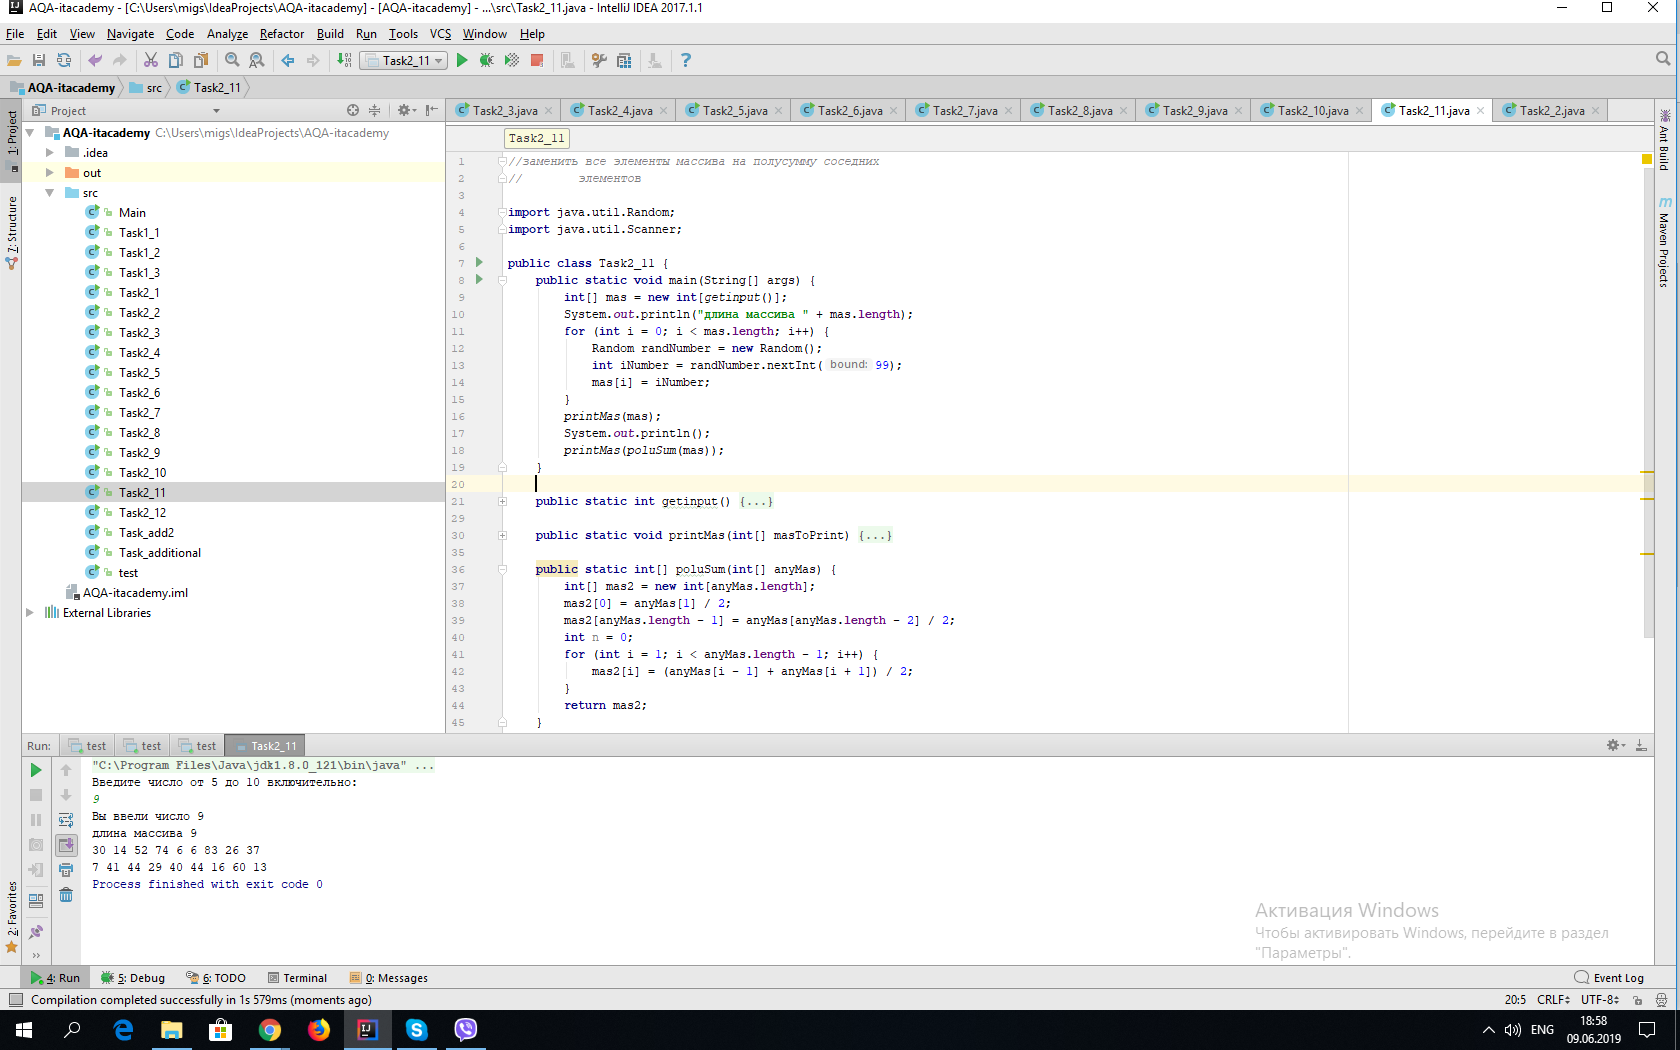 AQA-itacademy - [C:\Users\migs\IdeaProjects\AQA-itacademy] - [AQA-itacademy] - ...\src\Task2_11.java - IntelliJ IDEA 2017.1.1
File Edit View Navigate Code Analyze Refactor Build Run Tools VCS Window Help
Task2_11
AQA-itacademy src Task2_11
Project
Task2_3.java Task2_4.java Task2_5.java Task2_6.java Task2_7.java Task2_8.java Task2_9.java Task2_10.java Task2_11.java Task2_2.java
1: Project
7: Structure
2: Favorites
AQA-itacademy C:\Users\migs\IdeaProjects\AQA-itacademy
.idea
out
src
Main
Task1_1
Task1_2
Task1_3
Task2_1
Task2_2
Task2_3
Task2_4
Task2_5
Task2_6
Task2_7
Task2_8
Task2_9
Task2_10
Task2_11
Task2_12
Task_add2
Task_additional
test
AQA-itacademy.iml
External Libraries
Task2_11
1 //заменить все элементы массива на полусумму соседних
2 // элементов
3
4 import java.util.Random;
5 import java.util.Scanner;
6
7 public class Task2_11 {
8 public static void main(String[] args) {
9 int[] mas = new int[getinput()];
10 System.out.println("длина массива " + mas.length);
11 for (int i = 0; i < mas.length; i++) {
12 Random randNumber = new Random();
13 int iNumber = randNumber.nextInt( bound: 99);
14 mas[i] = iNumber;
15 }
16 printMas(mas);
17 System.out.println();
18 printMas(poluSum(mas));
19 }
20
21 public static int getinput() {...}
29
30 public static void printMas(int[] masToPrint) {...}
35
36 public static int[] poluSum(int[] anyMas) {
37 int[] mas2 = new int[anyMas.length];
38 mas2[0] = anyMas[1] / 2;
39 mas2[anyMas.length - 1] = anyMas[anyMas.length - 2] / 2;
40 int n = 0;
41 for (int i = 1; i < anyMas.length - 1; i++) {
42 mas2[i] = (anyMas[i - 1] + anyMas[i + 1]) / 2;
43 }
44 return mas2;
45 }
Ant Build
Maven Projects
Run: test test test Task2_11
"C:\Program Files\Java\jdk1.8.0_121\bin\java" ...
Введите число от 5 до 10 включительно:
9
Вы ввели число 9
длина массива 9
30 14 52 74 6 6 83 26 37
7 41 44 29 40 44 16 60 13
Process finished with exit code 0
Активация Windows
Чтобы активировать Windows, перейдите в раздел
"Параметры".
4: Run 5: Debug 6: TODO Terminal 0: Messages Event Log
Compilation completed successfully in 1s 579ms (moments ago) 20:5 CRLF UTF-8
ENG 18:58
09.06.2019